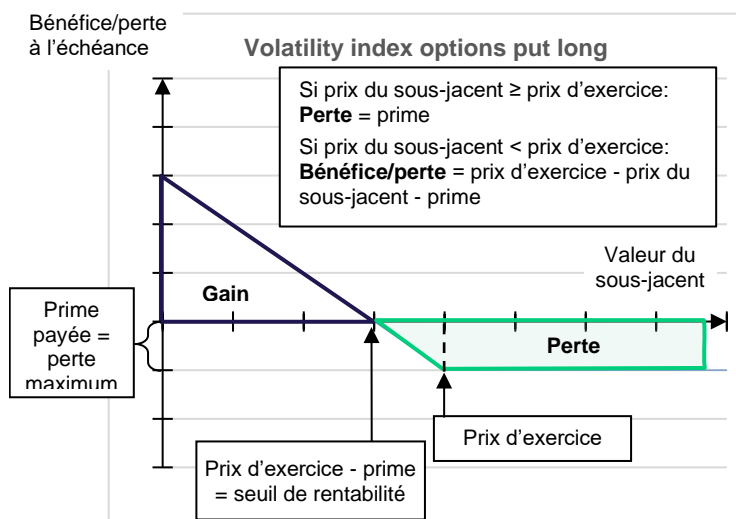 Bénéfice/perte
à l’échéance
Volatility index options put long
Si prix du sous-jacent ≥ prix d’exercice:
Perte = prime
Si prix du sous-jacent < prix d’exercice:
Bénéfice/perte = prix d’exercice - prix du
sous-jacent - prime
Valeur du
sous-jacent
Gain
Prime
payée =
perte
maximum
Perte
Prix d’exercice
Prix d’exercice - prime
= seuil de rentabilité